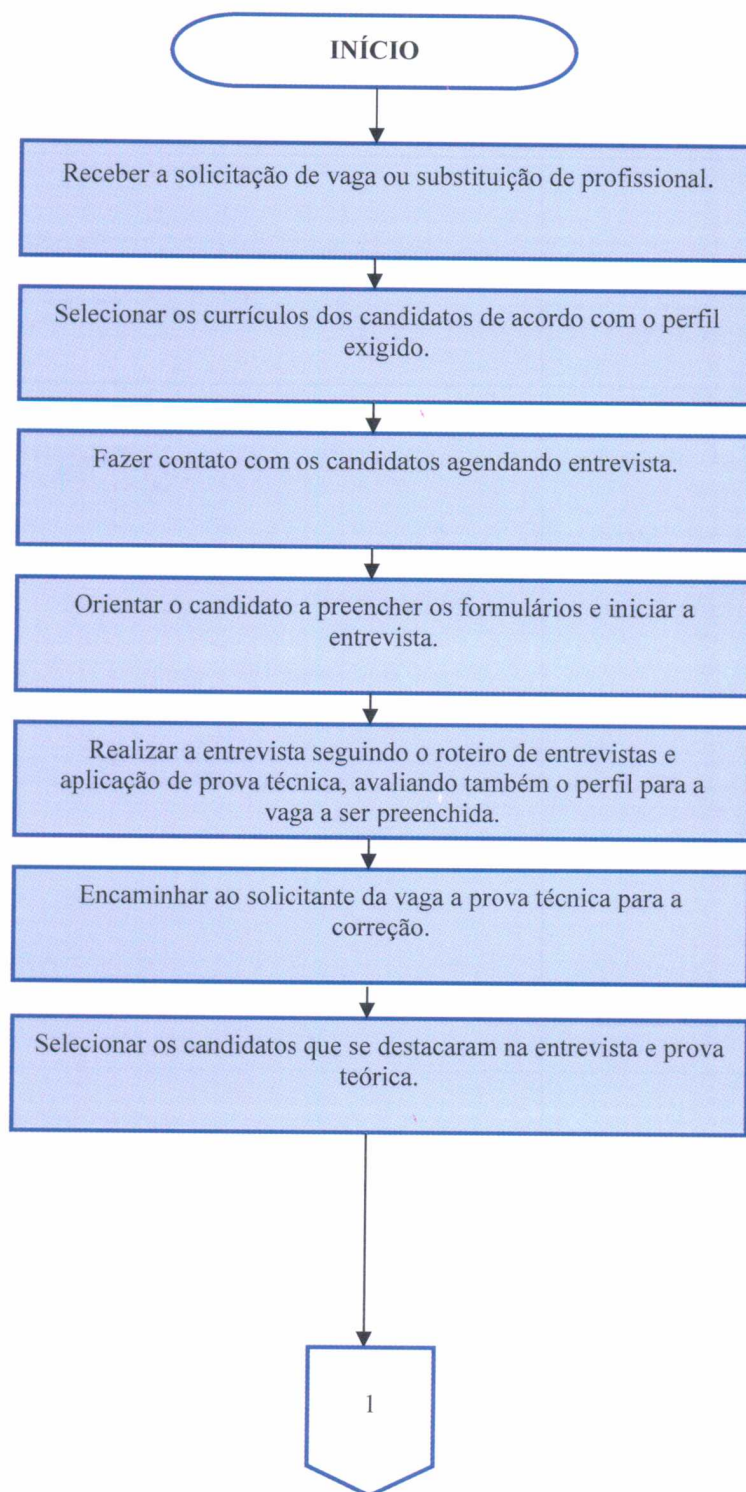 INÍCIO
Receber a solicitação de vaga ou substituição de profissional.
Selecionar os currículos dos candidatos de acordo com o perfil
exigido.
Fazer contato com os candidatos agendando entrevista.
Orientar o candidato a preencher os formulários e iniciar a
entrevista.
Realizar a entrevista seguindo o roteiro de entrevistas e
aplicação de prova técnica, avaliando também o perfil para a
vaga a ser preenchida.
Encaminhar ao solicitante da vaga a prova técnica para a
correção.
Selecionar os candidatos que se destacaram na entrevista e prova
teórica.
1